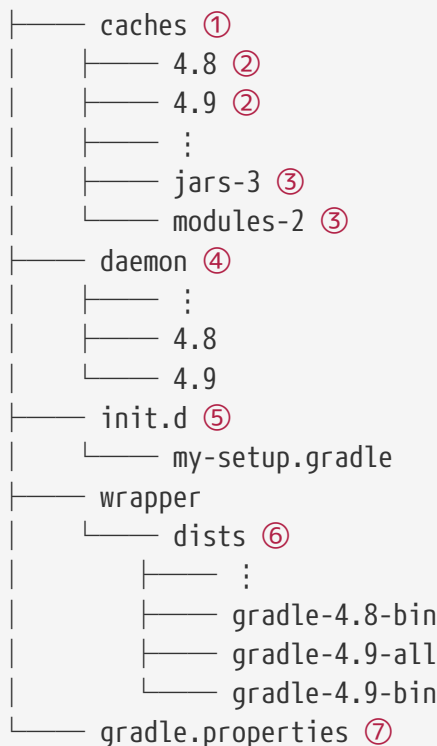 ├── caches ①
│   ├── 4.8 ②
│   ├── 4.9 ②
│   ├── ⋮
│   ├── jars-3 ③
│   └── modules-2 ③
├── daemon ④
│   ├── ⋮
│   ├── 4.8
│   └── 4.9
├── init.d ⑤
│   └── my-setup.gradle
├── wrapper
│   └── dists ⑥
│       ├── ⋮
│       ├── gradle-4.8-bin
│       ├── gradle-4.9-all
│       └── gradle-4.9-bin
└── gradle.properties ⑦